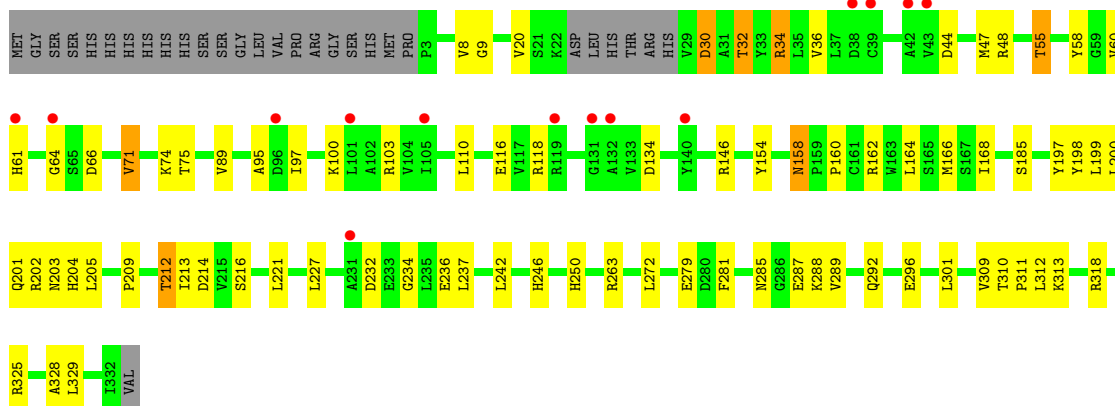 MET GLY SER SER HIS HIS HIS HIS HIS HIS SER SER GLY LEU VAL PRO ARG GLY SER HIS MET PRO P3 V8 G9 V20 S21 K22 ASP LEU HIS THR ARG HIS V29 D30 A31 T32 Y33 R34 L35 V36 L37 D38 C39 A42 V43 D44 M47 R48 T55 Y58 G59
H61 G64 S65 D66 V71 K74 T75 V89 A95 D96 I97 K100 L101 A102 R103 V104 I105 L110 E116 V117 R118 R119 G131 A132 V133 D134 Y140 R146 Y154 N158 P159 P160 C161 R162 W163 L164 S165 M166 S167 I168 S185 Y197 Y198 L199
Q201 R202 N203 H204 L205 P209 T212 I213 D214 V215 S216 L221 L227 A231 D232 E233 G234 L235 E236 L237 L242 H246 H250 R263 L272 E279 D280 F281 N285 G286 E287 K288 V289 Q292 E296 L301 V309 T310 P311 L312 K313 R318
R325 A328 L329 I332 VAL